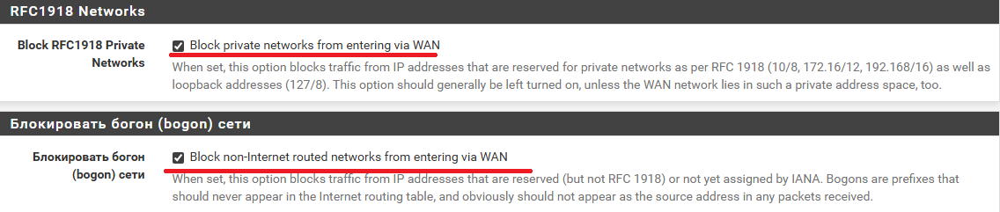 RFC1918 Networks
Block RFC1918 Private Networks
Block private networks from entering via WAN
When set, this option blocks traffic from IP addresses that are reserved for private networks as per RFC 1918 (10/8, 172.16/12, 192.168/16) as well as
loopback addresses (127/8). This option should generally be left turned on, unless the WAN network lies in such a private address space, too.
Блокировать богон (bogon) сети
Блокировать богон (bogon) сети
Block non-Internet routed networks from entering via WAN
When set, this option blocks traffic from IP addresses that are reserved (but not RFC 1918) or not yet assigned by IANA. Bogons are prefixes that
should never appear in the Internet routing table, and obviously should not appear as the source address in any packets received.